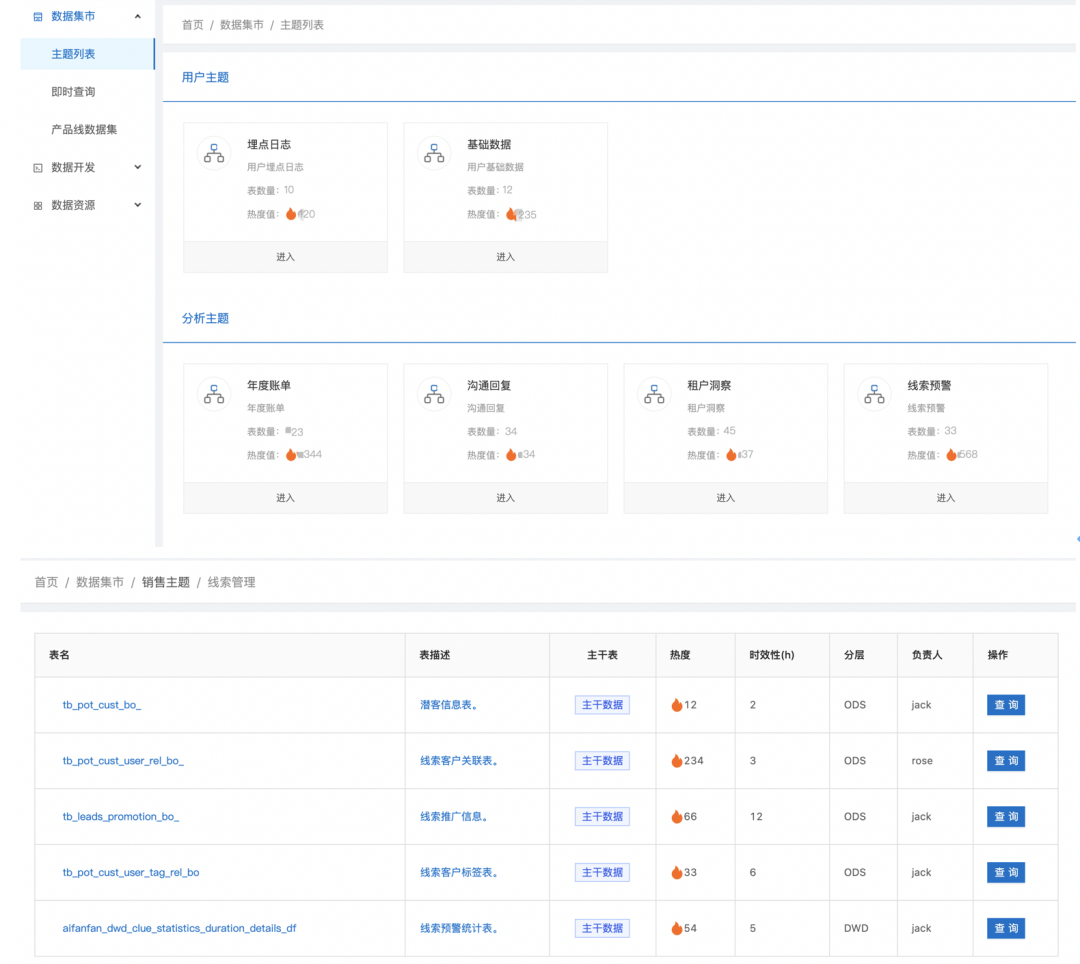 数据集市
主题列表
即时查询
产品线数据集
数据开发
数据资源
首页 / 数据集市 / 主题列表
用户主题
埋点日志
用户埋点日志
表数量: 10
热度值: 20
进入
基础数据
用户基础数据
表数量: 12
热度值: 235
进入
分析主题
年度账单
年度账单
表数量: 23
热度值: 344
进入
沟通回复
沟通回复
表数量: 34
热度值: 34
进入
租户洞察
租户洞察
表数量: 45
热度值: 37
进入
线索预警
线索预警
表数量: 33
热度值: 568
进入
首页 / 数据集市 / 销售主题 / 线索管理
表名 表描述 主干表 热度 时效性(h) 分层 负责人 操作
tb_pot_cust_bo_ 潜客信息表。 主干数据 12 2 ODS jack 查询
tb_pot_cust_user_rel_bo_ 线索客户关联表。 主干数据 234 3 ODS rose 查询
tb_leads_promotion_bo_ 线索推广信息。 主干数据 66 12 ODS jack 查询
tb_pot_cust_user_tag_rel_bo 线索客户标签表。 主干数据 33 6 ODS jack 查询
aifanfan_dwd_clue_statistics_duration_details_df 线索预警统计表。 主干数据 54 5 DWD jack 查询